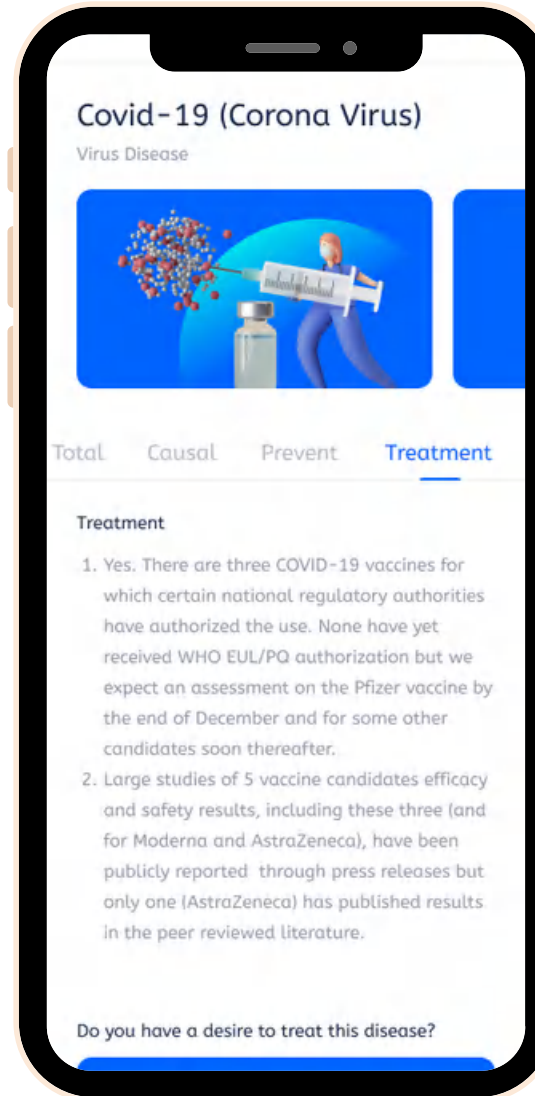 Covid-19 (Corona Virus)
Virus Disease
Total Causal Prevent Treatment
Treatment
1. Yes. There are three COVID-19 vaccines for
which certain national regulatory authorities
have authorized the use. None have yet
received WHO EUL/PQ authorization but we
expect an assessment on the Pfizer vaccine by
the end of December and for some other
candidates soon thereafter.
2. Large studies of 5 vaccine candidates efficacy
and safety results, including these three (and
for Moderna and AstraZeneca), have been
publicly reported through press releases but
only one (AstraZeneca) has published results
in the peer reviewed literature.
Do you have a desire to treat this disease?